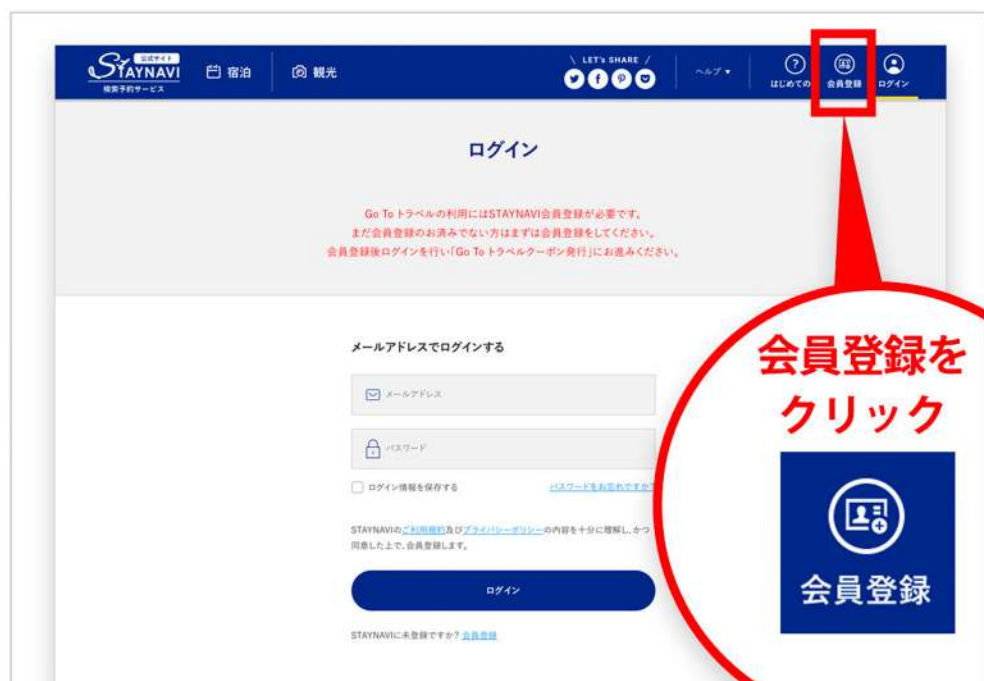 公式サイト
STAYNAVI
検索予約サービス
宿泊
観光
\ LET's SHARE /
ヘルプ ▾
はじめての
会員登録
ログイン
ログイン
Go To トラベルの利用にはSTAYNAVI会員登録が必要です。
まだ会員登録のお済みでない方はまずは会員登録をしてください。
会員登録後ログインを行い「Go To トラベルクーポン発行」にお進みください。
メールアドレスでログインする
メールアドレス
パスワード
ログイン情報を保存する
パスワードをお忘れですか?
STAYNAVIのご利用規約及びプライバシーポリシーの内容を十分に理解し、かつ
同意した上で、会員登録します。
ログイン
STAYNAVIに未登録ですか? 会員登録
会員登録を
クリック
会員登録